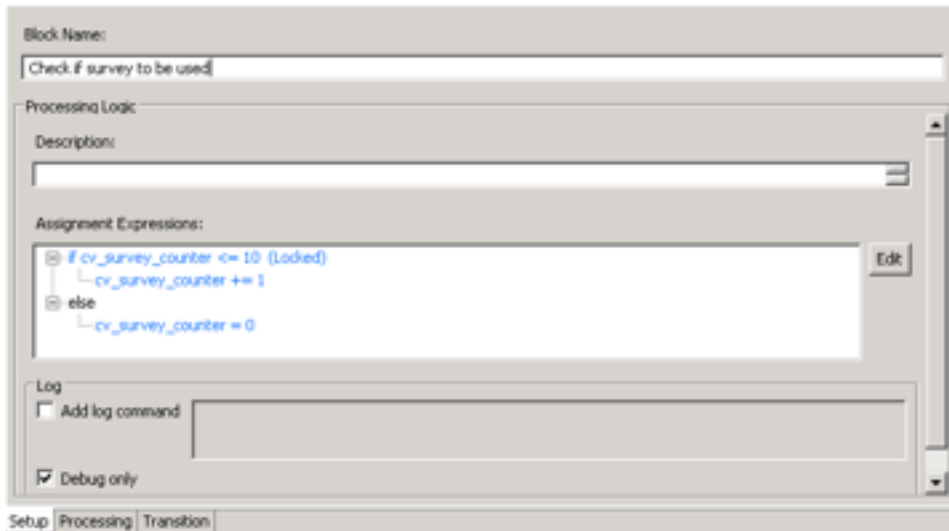 Block Name:
Check if survey to be used
Processing Logic
Description:
Assignment Expressions:
if cv_survey_counter <= 10 (Locked)
cv_survey_counter += 1
else
cv_survey_counter = 0
Edit
Log
Add log command
Debug only
Setup Processing Transition